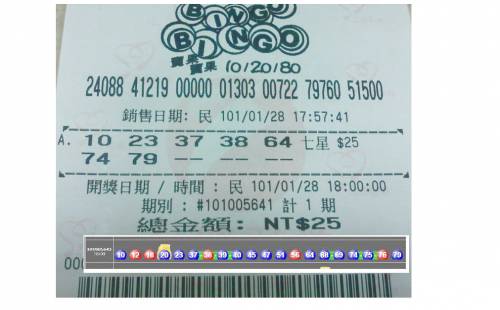 BINGO
BINGO
賓果
賓果 10/20/80
24088 41219 00000 01303 00722 79760 51500
銷售日期: 民 101/01/28 17:57:41
A. 10 23 37 38 64 七星 $25
74 79 -- -- --
開獎日期 / 時間 : 民 101/01/28 18:00:00
期別 : #101005641 計 1 期
總金額: NT$25
10 12 18 20 23 37 38 39 40 45 47 51 56 64 68 69 74 75 76 79